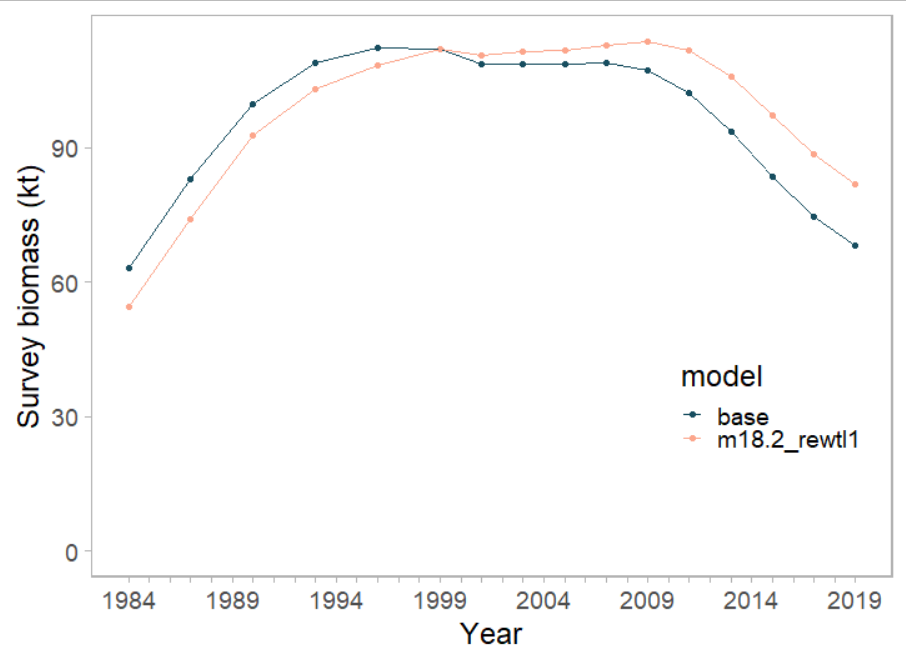 Survey biomass (kt)
90
60
30
0
model
base
m18.2_rewtl1
1984 1989 1994 1999 2004 2009 2014 2019
Year